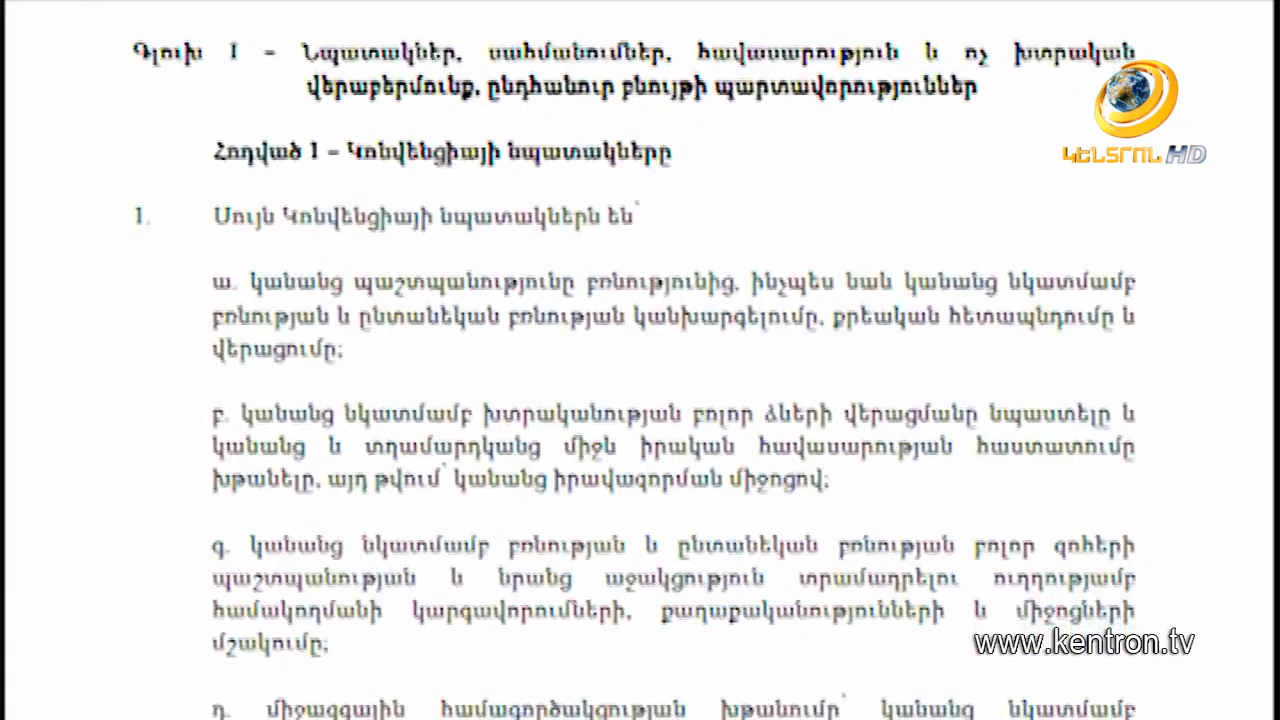 Գլուխ I – Նպատակներ, սահմանումներ, հավասարություն և ոչ խտրական
վերաբերմունք, ընդհանուր բնույթի պարտավորություններ
ԿԵՆՏՐՈՆ HD
Հոդված 1 – Կոնվենցիայի նպատակները
1. Սույն Կոնվենցիայի նպատակներն են՝
ա. կանանց պաշտպանությունը բռնությունից, ինչպես նաև կանանց նկատմամբ
բռնության և ընտանեկան բռնության կանխարգելումը, քրեական հետապնդումը և
վերացումը;
բ. կանանց նկատմամբ խտրականության բոլոր ձևերի վերացմանը նպաստելը և
կանանց և տղամարդկանց միջև իրական հավասարության հաստատումը
խթանելը, այդ թվում՝ կանանց իրավազորման միջոցով;
գ. կանանց նկատմամբ բռնության և ընտանեկան բռնության բոլոր զոհերի
պաշտպանության և նրանց աջակցություն տրամադրելու ուղղությամբ
համակողմանի կարգավորումների, քաղաքականությունների և միջոցների
մշակումը;
www.kentron.tv
դ. միջազգային համագործակցության խթանումը՝ կանանց նկատմամբ